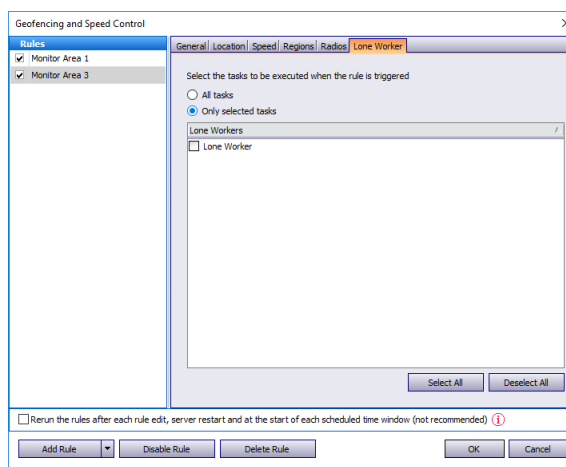 Geofencing and Speed Control
Rules
Monitor Area 1
Monitor Area 3
General Location Speed Regions Radios Lone Worker
Select the tasks to be executed when the rule is triggered
All tasks
Only selected tasks
Lone Workers
Lone Worker
Select All Deselect All
Rerun the rules after each rule edit, server restart and at the start of each scheduled time window (not recommended)
Add Rule Disable Rule Delete Rule OK Cancel